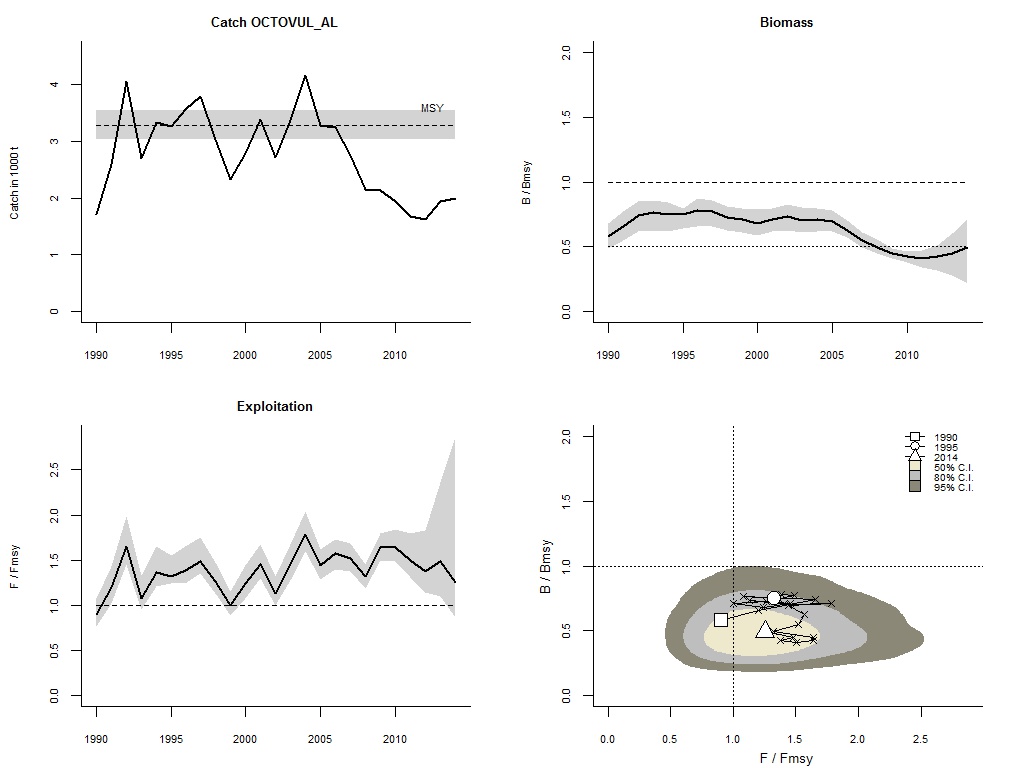 Catch OCTOVUL_AL
Catch in 1000 t
4
3
2
1
0
MSY
1990 1995 2000 2005 2010
Biomass
B / Bmsy
2.0
1.5
1.0
0.5
0.0
1990 1995 2000 2005 2010
Exploitation
F / Fmsy
2.5
2.0
1.5
1.0
0.5
0.0
1990 1995 2000 2005 2010
B / Bmsy
2.0
1.5
1.0
0.5
0.0
1990
1995
2014
50% C.I.
80% C.I.
95% C.I.
0.0 0.5 1.0 1.5 2.0 2.5
F / Fmsy